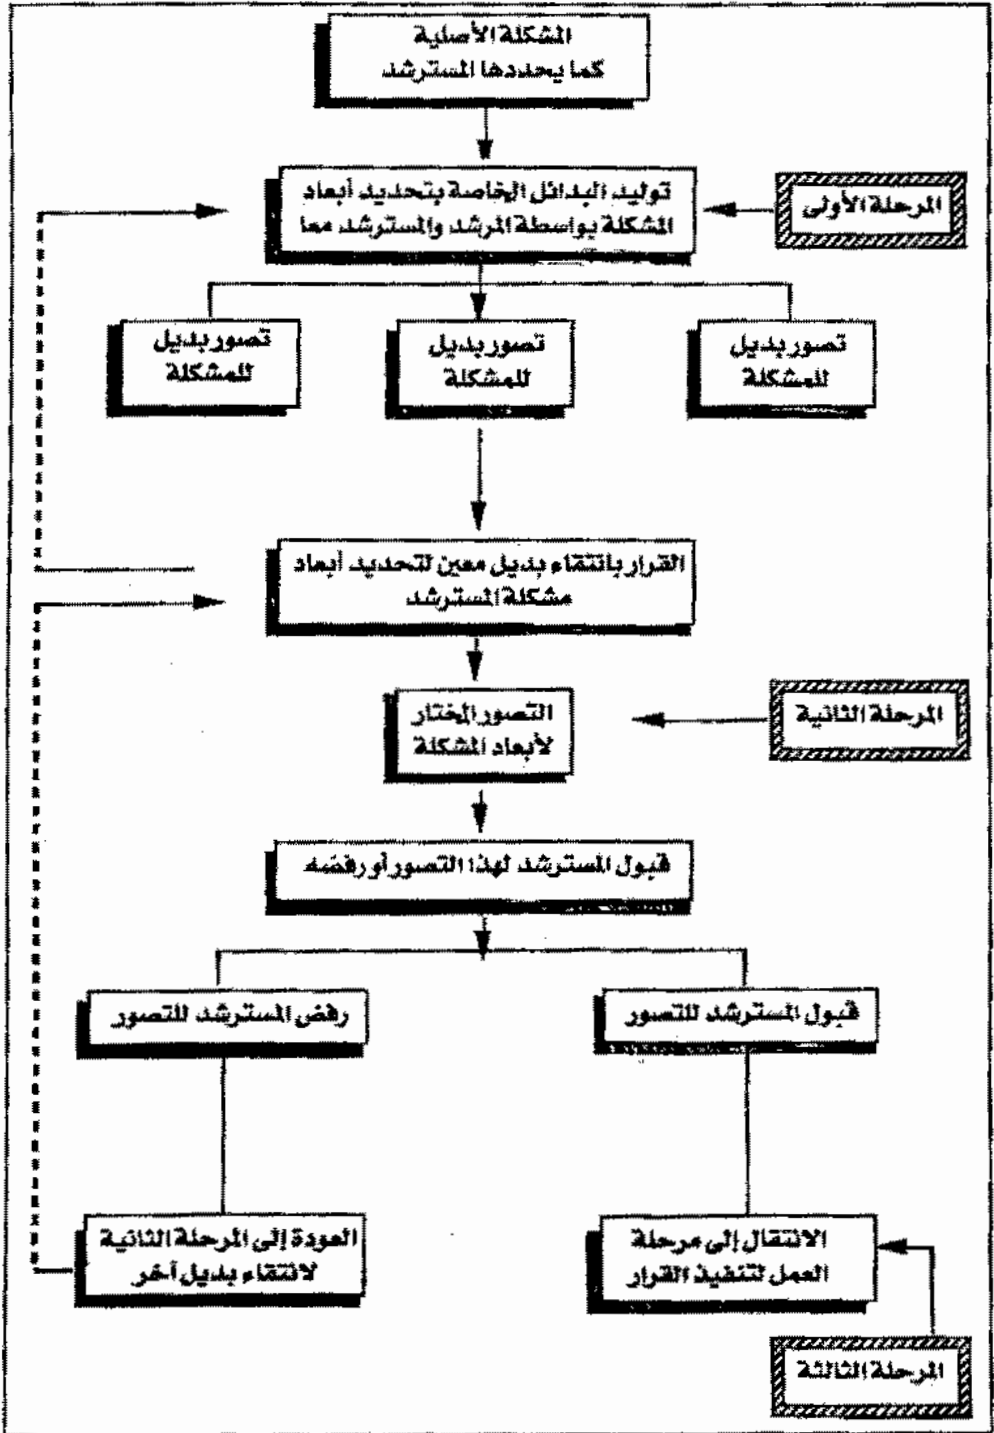 المشكلة الأصلية
كما يحددها المسترشد
توليد البدائل الخاصة بتحديد أبعاد
المشكلة بواسطة المرشد والمسترشد معا
المرحلة الأولى
تصور بديل
للمشكلة
تصور بديل
للمشكلة
تصور بديل
للمشكلة
القرار بانتقاء بديل معين لتحديد أبعاد
مشكلة المسترشد
التصور المختار
لأبعاد المشكلة
المرحلة الثانية
قبول المسترشد لهذا التصور أو رفضه
قبول المسترشد للتصور
رفض المسترشد للتصور
الانتقال إلى مرحلة
العمل لتنفيذ القرار
العودة إلى المرحلة الثانية
لانتقاء بديل آخر
المرحلة الثالثة